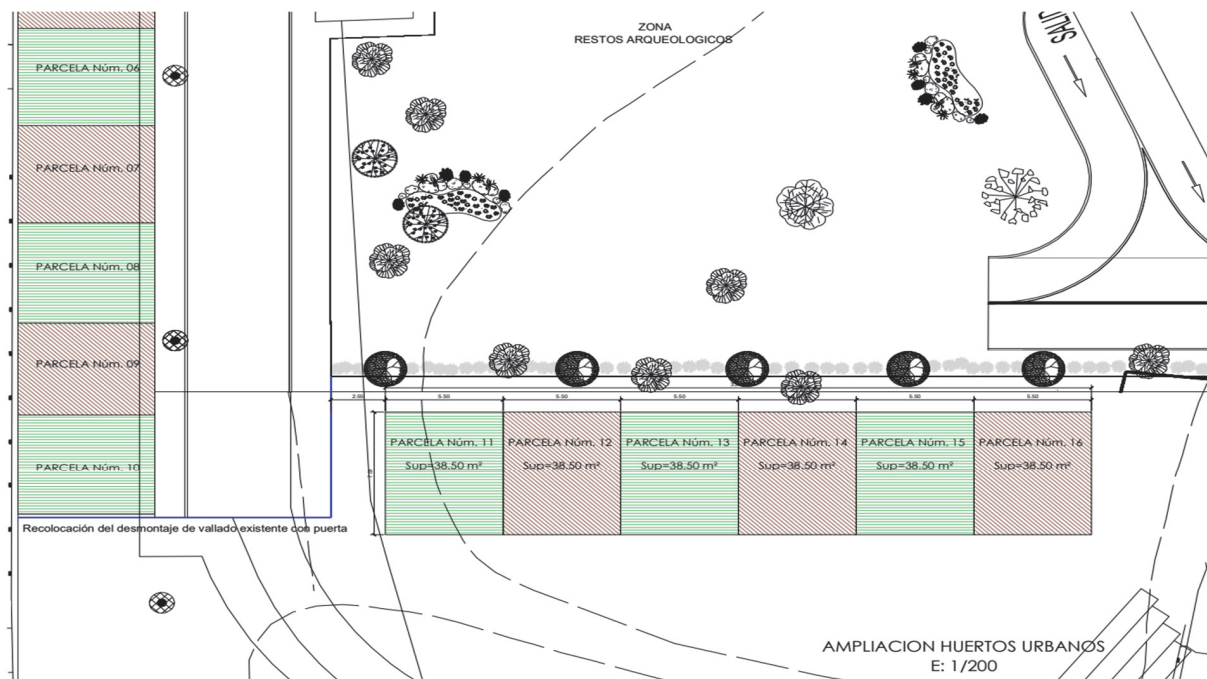 ZONA
RESTOS ARQUEOLOGICOS
PARCELA Núm. 06
PARCELA Núm. 07
PARCELA Núm. 08
PARCELA Núm. 09
PARCELA Núm. 10
5.50 5.50 5.50 5.50 5.50 5.50
PARCELA Núm. 11
Sup=38.50 m²
PARCELA Núm. 12
Sup=38.50 m²
PARCELA Núm. 13
Sup=38.50 m²
PARCELA Núm. 14
Sup=38.50 m²
PARCELA Núm. 15
Sup=38.50 m²
PARCELA Núm. 16
Sup=38.50 m²
Recolocación del desmontaje de vallado existente con puerta
AMPLIACION HUERTOS URBANOS
E: 1/200